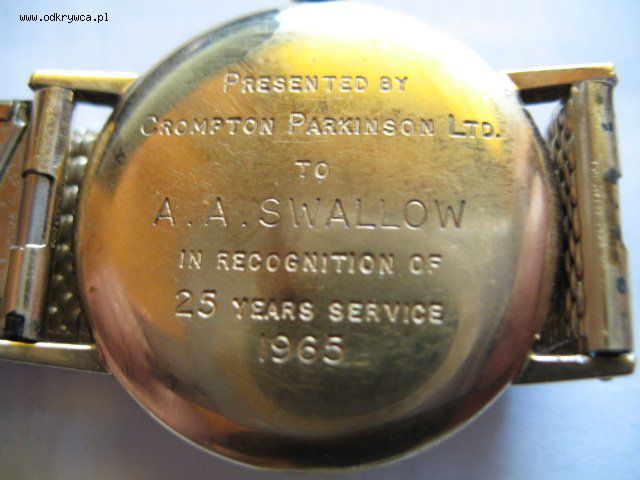 www.odkrywca.pl
PRESENTED BY
CROMPTON PARKINSON LTD.
TO
A. A. SWALLOW
IN RECOGNITION OF
25 YEARS SERVICE
1965